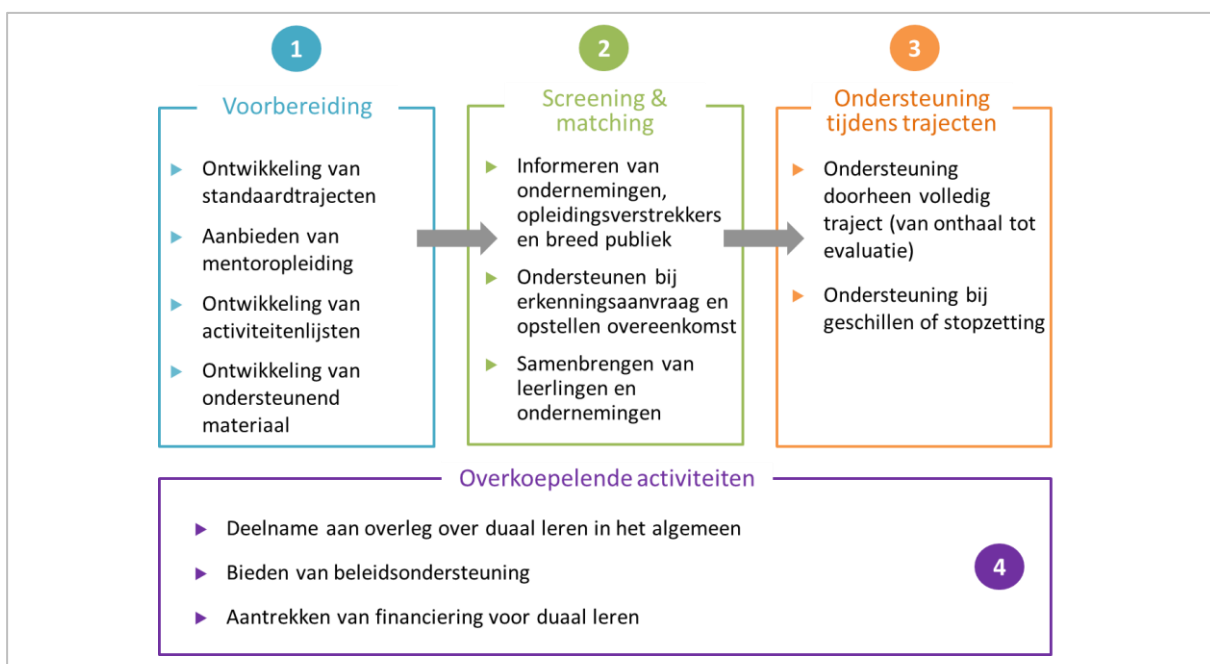 1
Voorbereiding
Ontwikkeling van
standaardtrajecten
Aanbieden van
mentoropleiding
Ontwikkeling van
activiteitenlijsten
Ontwikkeling van
ondersteunend
materiaal
2
Screening &
matching
Informeren van
ondernemingen,
opleidingsverstrekkers
en breed publiek
Ondersteunen bij
erkenningsaanvraag en
opstellen overeenkomst
Samenbrengen van
leerlingen en
ondernemingen
3
Ondersteuning
tijdens trajecten
Ondersteuning
doorheen volledig
traject (van onthaal tot
evaluatie)
Ondersteuning bij
geschillen of stopzetting
Overkoepelende activiteiten
Deelname aan overleg over duaal leren in het algemeen
Bieden van beleidsondersteuning
Aantrekken van financiering voor duaal leren
4